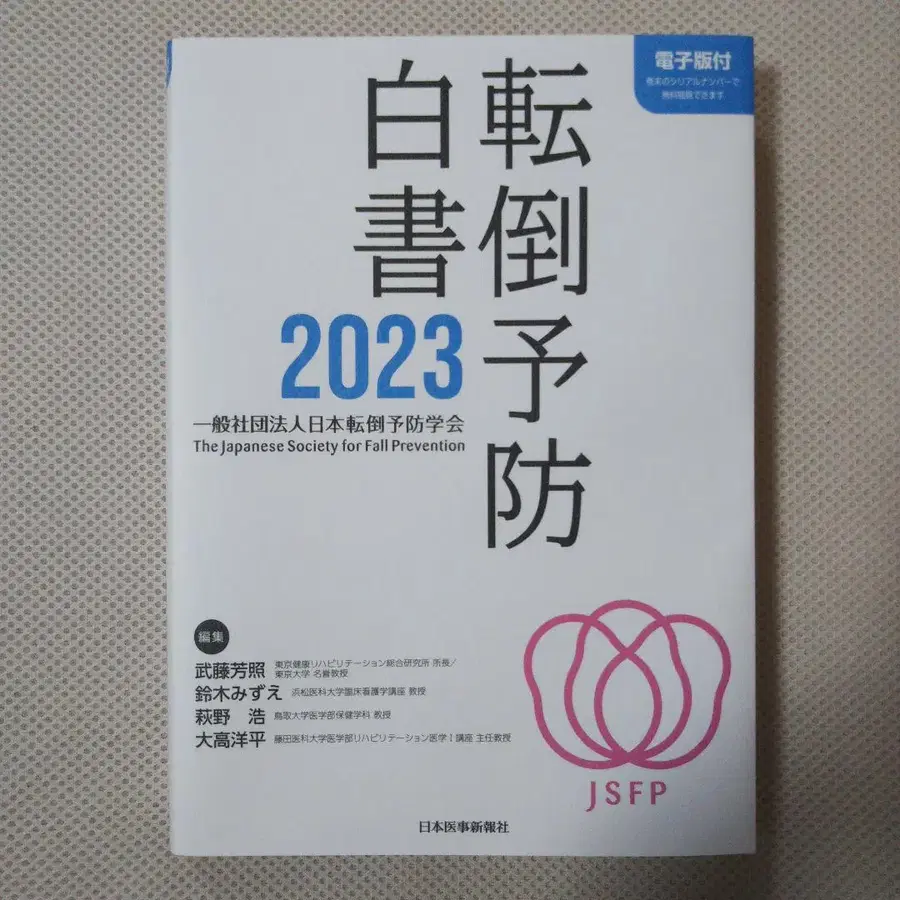 電子版付
巻末のシリアルナンバーで
無料閲覧できます
転倒予防
白書
2023
一般社団法人日本転倒予防学会
The Japanese Society for Fall Prevention
編集
武藤芳照 東京健康リハビリテーション総合研究所 所長/
東京大学 名誉教授
鈴木みずえ 浜松医科大学臨床看護学講座 教授
萩野 浩 鳥取大学医学部保健学科 教授
大高洋平 藤田医科大学医学部リハビリテーション医学Ⅰ講座 主任教授
JSFP
日本医事新報社